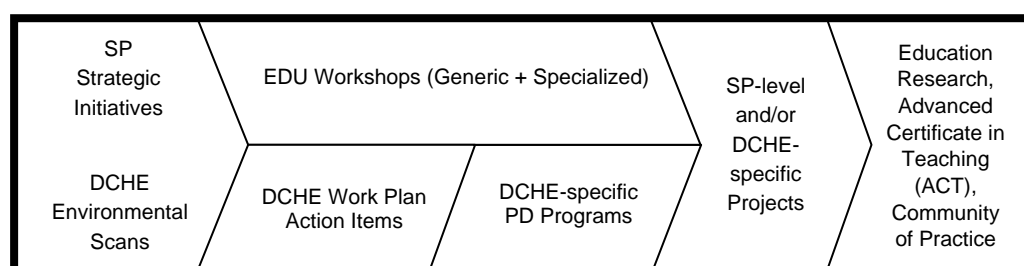 SP
Strategic
Initiatives
DCHE
Environmental
Scans
EDU Workshops (Generic + Specialized)
DCHE Work Plan
Action Items
DCHE-specific
PD Programs
SP-level
and/or
DCHE-
specific
Projects
Education
Research,
Advanced
Certificate in
Teaching
(ACT),
Community
of Practice